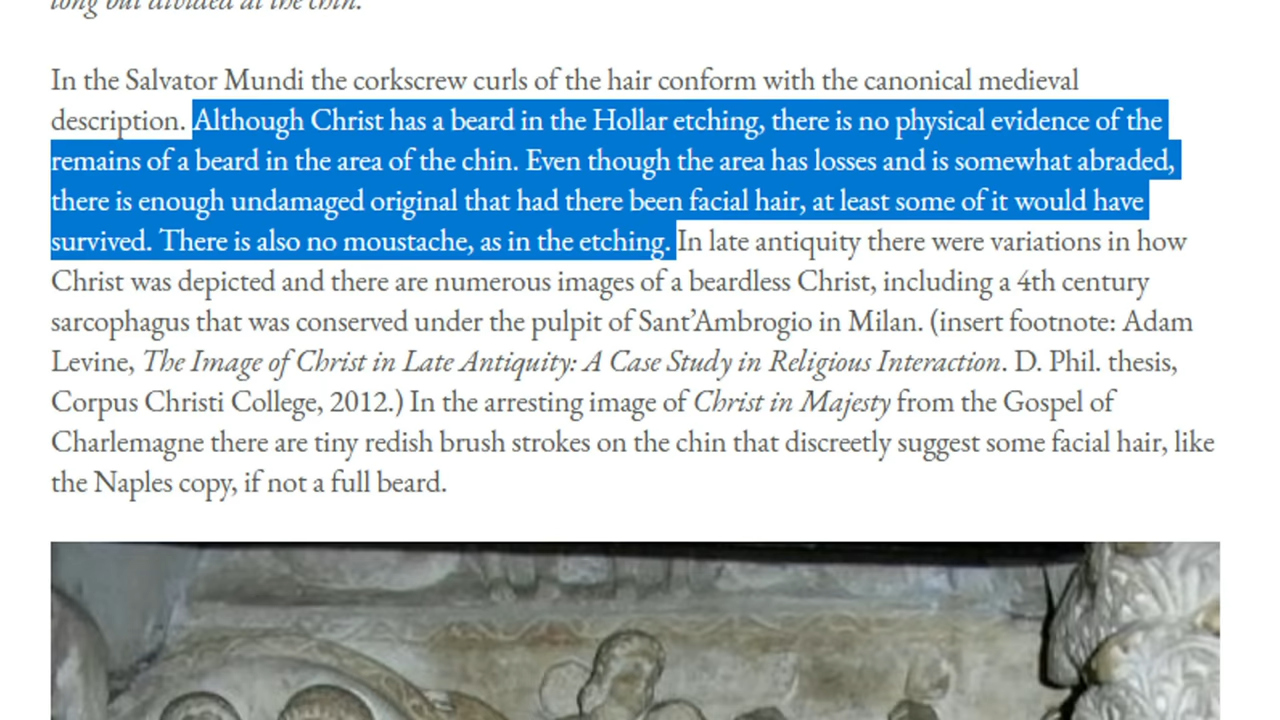 long but divided at the chin.
In the Salvator Mundi the corkscrew curls of the hair conform with the canonical medieval
description. Although Christ has a beard in the Hollar etching, there is no physical evidence of the
remains of a beard in the area of the chin. Even though the area has losses and is somewhat abraded,
there is enough undamaged original that had there been facial hair, at least some of it would have
survived. There is also no moustache, as in the etching. In late antiquity there were variations in how
Christ was depicted and there are numerous images of a beardless Christ, including a 4th century
sarcophagus that was conserved under the pulpit of Sant’Ambrogio in Milan. (insert footnote: Adam
Levine, The Image of Christ in Late Antiquity: A Case Study in Religious Interaction. D. Phil. thesis,
Corpus Christi College, 2012.) In the arresting image of Christ in Majesty from the Gospel of
Charlemagne there are tiny redish brush strokes on the chin that discreetly suggest some facial hair, like
the Naples copy, if not a full beard.